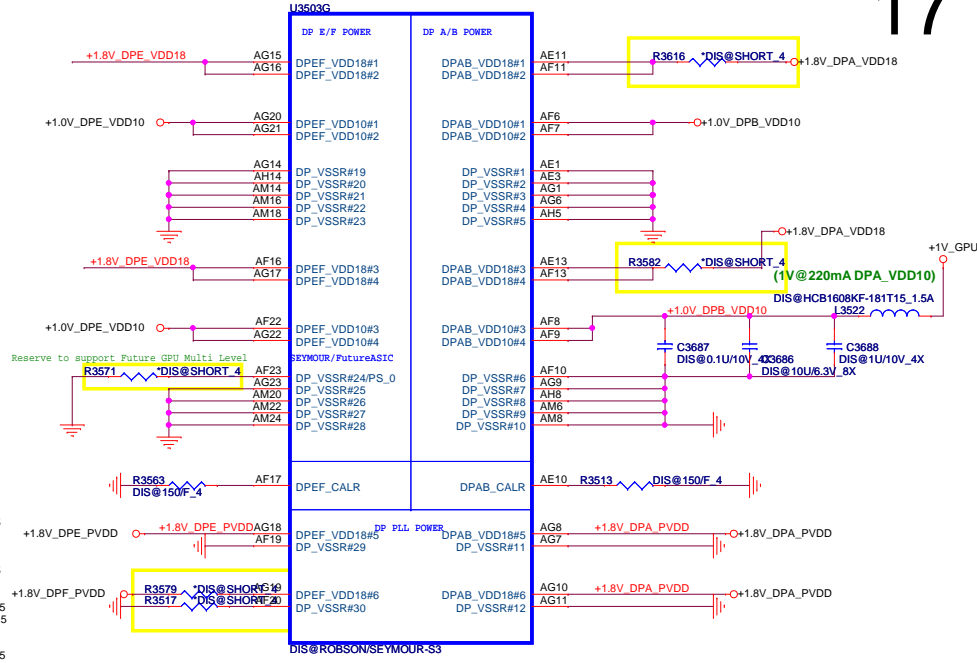 17
U3503G
DP E/F POWER
DP A/B POWER
+1.8V_DPE_VDD18
AG15
AG16
DPEF_VDD18#1
DPEF_VDD18#2
DPAB_VDD18#1
DPAB_VDD18#2
AE11
AF11
R3616
*DIS@SHORT_4
+1.8V_DPA_VDD18
+1.0V_DPE_VDD10
AG20
AG21
DPEF_VDD10#1
DPEF_VDD10#2
DPAB_VDD10#1
DPAB_VDD10#2
AF6
AF7
+1.0V_DPB_VDD10
AG14
AH14
AM14
AM16
AM18
DP_VSSR#19
DP_VSSR#20
DP_VSSR#21
DP_VSSR#22
DP_VSSR#23
DP_VSSR#1
DP_VSSR#2
DP_VSSR#3
DP_VSSR#4
DP_VSSR#5
AE1
AE3
AG1
AG6
AH5
+1.8V_DPA_VDD18
+1V_GPU
+1.8V_DPE_VDD18
AF16
AG17
DPEF_VDD18#3
DPEF_VDD18#4
DPAB_VDD18#3
DPAB_VDD18#4
AE13
AF13
R3582
*DIS@SHORT_4
(1V@220mA DPA_VDD10)
DIS@HCB1608KF-181T15_1.5A
L3522
+1.0V_DPE_VDD10
AF22
AG22
DPEF_VDD10#3
DPEF_VDD10#4
DPAB_VDD10#3
DPAB_VDD10#4
AF8
AF9
+1.0V_DPB_VDD10
C3687
DIS@0.1U/10V_4X
C3686
DIS@10U/6.3V_8X
C3688
DIS@1U/10V_4X
Reserve to support Future GPU Multi Level
SEYMOUR/FutureASIC
R3571
*DIS@SHORT_4
AF23
AG23
AM20
AM22
AM24
DP_VSSR#24/PS_0
DP_VSSR#25
DP_VSSR#26
DP_VSSR#27
DP_VSSR#28
DP_VSSR#6
DP_VSSR#7
DP_VSSR#8
DP_VSSR#9
DP_VSSR#10
AF10
AG9
AH8
AM6
AM8
R3563
DIS@150/F_4
AF17
DPEF_CALR
DPAB_CALR
AE10
R3513
DIS@150/F_4
DP PLL POWER
+1.8V_DPE_PVDD
+1.8V_DPE_PVDD
AG18
AF19
DPEF_VDD18#5
DP_VSSR#29
DPAB_VDD18#5
DP_VSSR#11
AG8
AG7
+1.8V_DPA_PVDD
+1.8V_DPA_PVDD
+1.8V_DPF_PVDD
R3579
*DIS@SHORT_4
R3517
*DIS@SHORT_4
AG19
AF20
DPEF_VDD18#6
DP_VSSR#30
DPAB_VDD18#6
DP_VSSR#12
AG10
AG11
+1.8V_DPA_PVDD
+1.8V_DPA_PVDD
5
5
5
DIS@ROBSON/SEYMOUR-S3